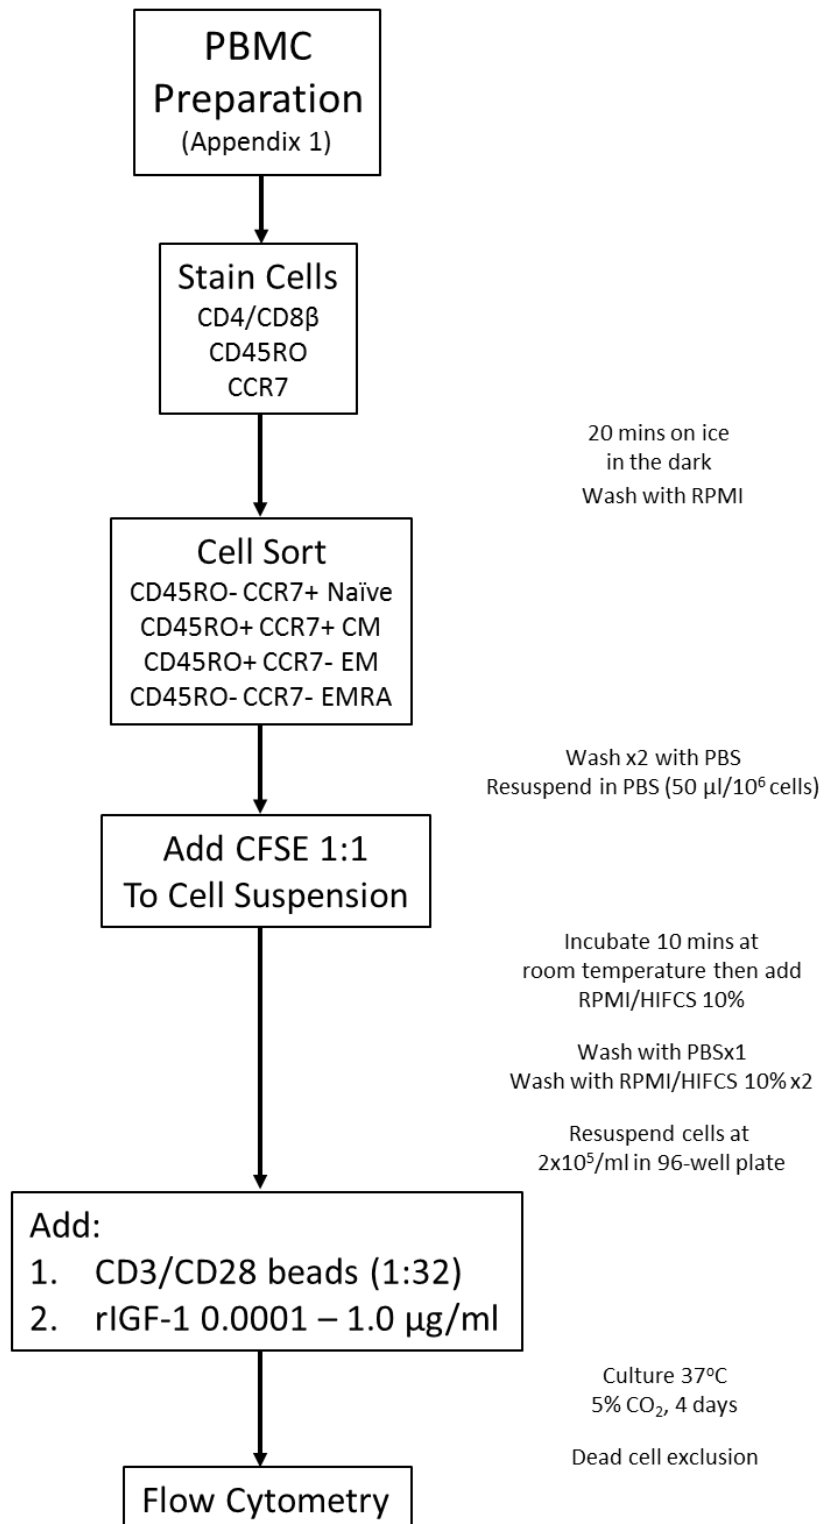 PBMC
Preparation
(Appendix 1)
Stain Cells
CD4/CD8β
CD45RO
CCR7
20 mins on ice
in the dark
Wash with RPMI
Cell Sort
CD45RO- CCR7+ Naïve
CD45RO+ CCR7+ CM
CD45RO+ CCR7- EM
CD45RO- CCR7- EMRA
Wash x2 with PBS
Resuspend in PBS (50 µl/10⁶ cells)
Add CFSE 1:1
To Cell Suspension
Incubate 10 mins at
room temperature then add
RPMI/HIFCS 10%
Wash with PBSx1
Wash with RPMI/HIFCS 10% x2
Resuspend cells at
2x10⁵/ml in 96-well plate
Add:
1. CD3/CD28 beads (1:32)
2. rIGF-1 0.0001 – 1.0 µg/ml
Culture 37ºC
5% CO₂, 4 days
Dead cell exclusion
Flow Cytometry